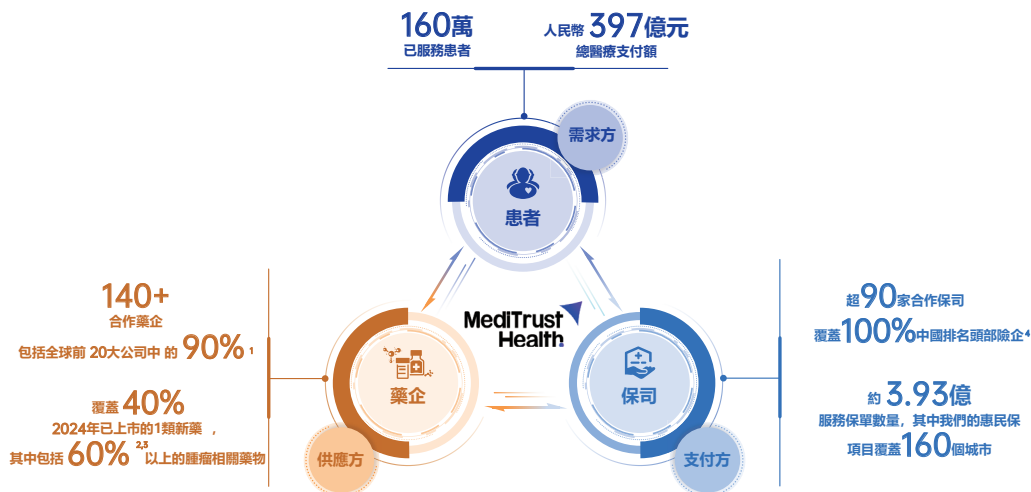 160萬
已服務患者
人民幣 397億元
總醫療支付額
需求方
患者
140+
合作藥企
包括全球前 20大公司中 的 90% 1
覆蓋 40%
2024年已上市的1類新藥 ，
其中包括 60% 2,3 以上的腫瘤相關藥物
藥企
供應方
MediTrust
Health
保司
支付方
超90家合作保司
覆蓋100%中國排名頭部險企4
約 3.93億
服務保單數量，其中我們的惠民保
項目覆蓋160個城市